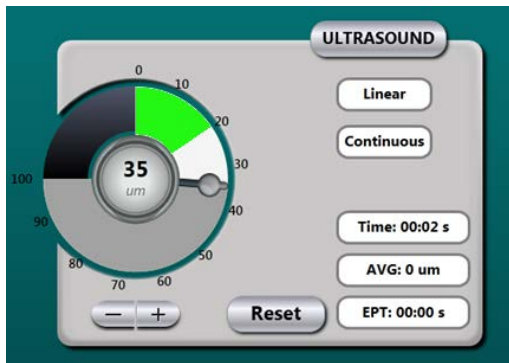 ULTRASOUND
0
10
20
30
40
50
60
70
80
90
100
35
um
Linear
Continuous
Time: 00:02 s
AVG: 0 um
EPT: 00:00 s
− +
Reset